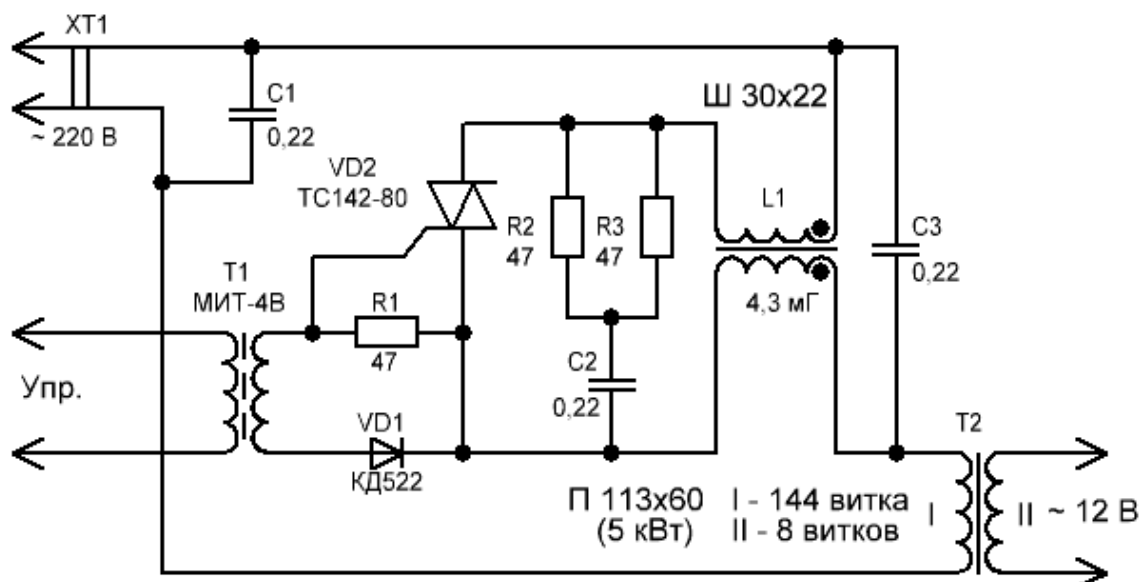 XT1
~ 220 В
C1
0,22
VD2
ТС142-80
R2
47
R3
47
Ш 30х22
L1
4,3 мГ
C3
0,22
T1
МИТ-4В
R1
47
Упр.
VD1
КД522
C2
0,22
T2
П 113х60 I - 144 витка
(5 кВт) II - 8 витков
I
II ~ 12 В